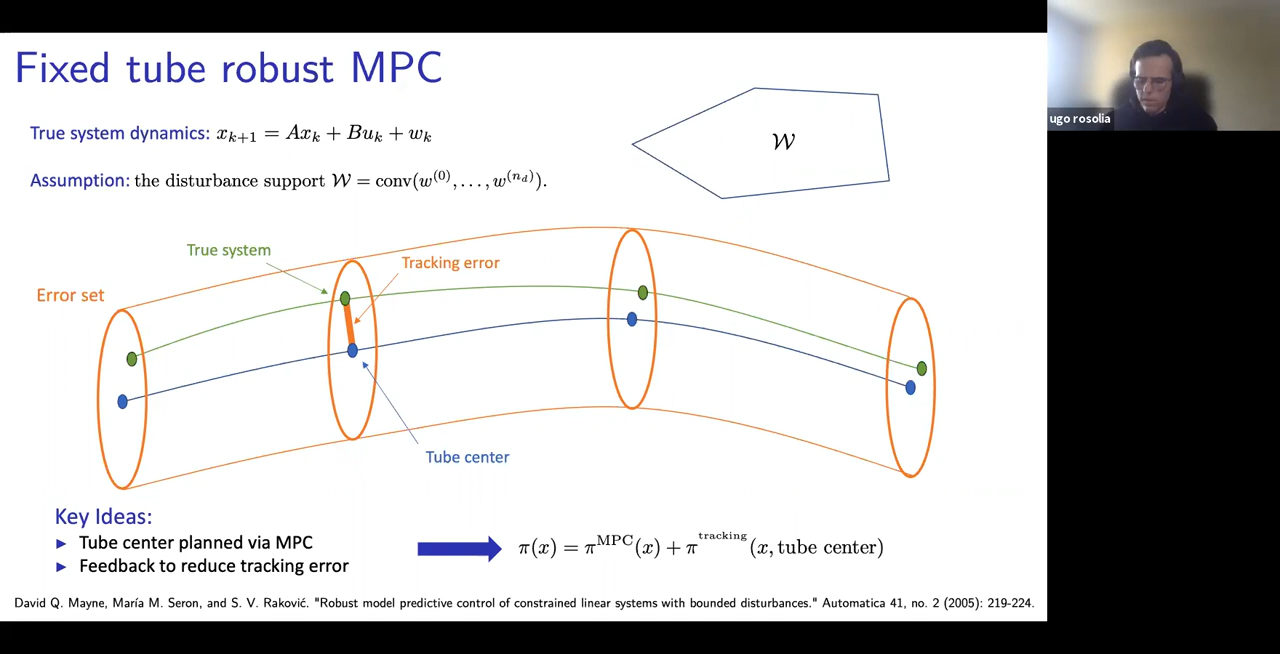 Fixed tube robust MPC
True system dynamics: x_{k+1} = Ax_k + Bu_k + w_k
𝒲
Assumption: the disturbance support 𝒲 = conv(w^{(0)}, . . . , w^{(n_d)}).
ugo rosolia
True system
Tracking error
Error set
Tube center
Key Ideas:
▶ Tube center planned via MPC
▶ Feedback to reduce tracking error
π(x) = π^{MPC}(x) + π^{tracking}(x, tube center)
David Q. Mayne, María M. Seron, and S. V. Raković. "Robust model predictive control of constrained linear systems with bounded disturbances." Automatica 41, no. 2 (2005): 219-224.